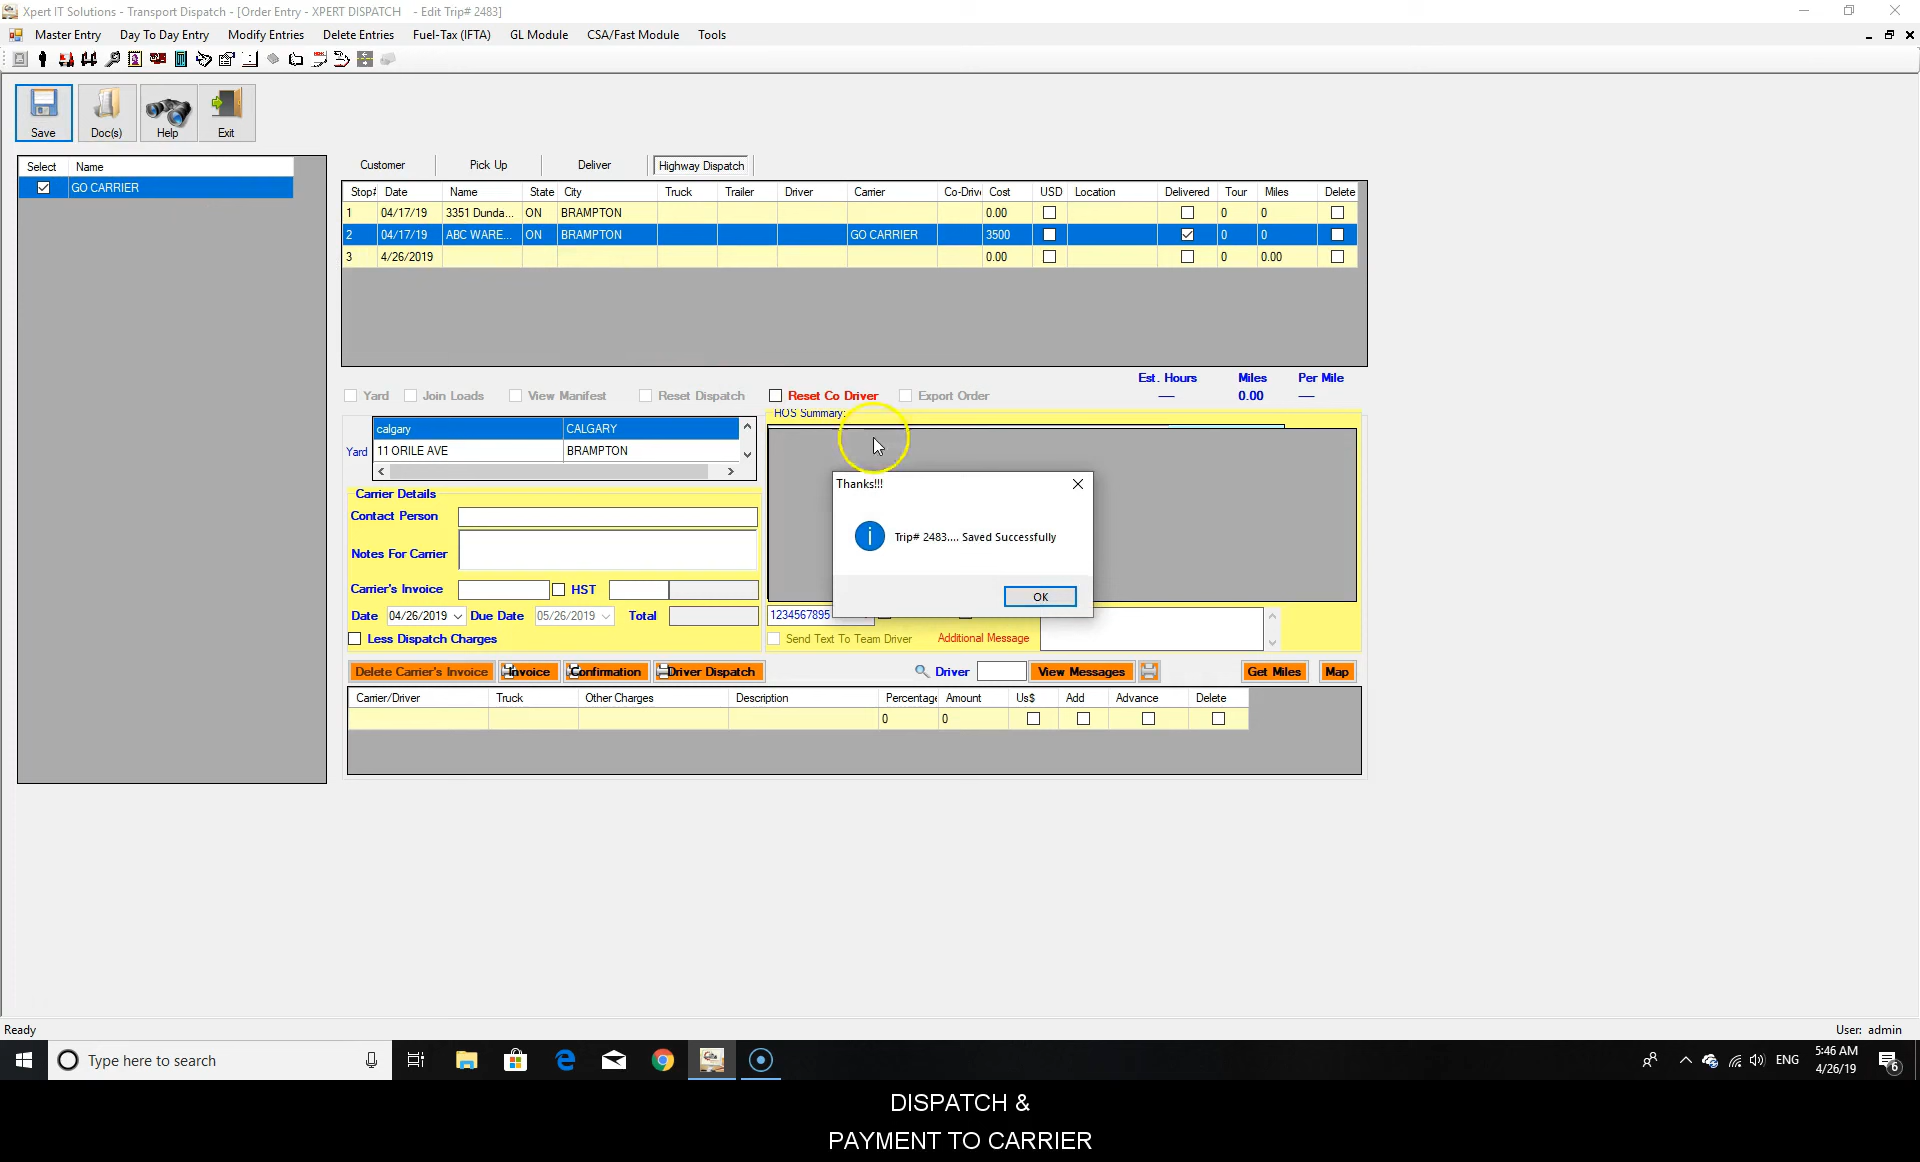 Xpert IT Solutions - Transport Dispatch - [Order Entry - XPERT DISPATCH - Edit Trip# 2483]
Master Entry Day To Day Entry Modify Entries Delete Entries Fuel-Tax (IFTA) GL Module CSA/Fast Module Tools
Save Doc(s) Help Exit
Select Name
GO CARRIER
Customer Pick Up Deliver Highway Dispatch
Stop# Date Name State City Truck Trailer Driver Carrier Co-Driv Cost USD Location Delivered Tour Miles Delete
1 04/17/19 3351 Dunda... ON BRAMPTON 0.00 0 0
2 04/17/19 ABC WARE... ON BRAMPTON GO CARRIER 3500 0 0
3 4/26/2019 0.00 0 0.00
Est. Hours Miles Per Mile
Yard Join Loads View Manifest Reset Dispatch Reset Co Driver Export Order --- 0.00 ---
HOS Summary:
Yard
calgary CALGARY
11 ORILE AVE BRAMPTON
Carrier Details
Contact Person
Notes For Carrier
Carrier's Invoice HST
Date 04/26/2019 Due Date 05/26/2019 Total
Less Dispatch Charges
Thanks!!!
Trip# 2483.... Saved Successfully
OK
1234567895
Send Text To Team Driver Additional Message
Delete Carrier's Invoice Invoice Confirmation Driver Dispatch Driver View Messages Get Miles Map
Carrier/Driver Truck Other Charges Description Percentage Amount Us$ Add Advance Delete
0 0
Ready User: admin
Type here to search ENG 5:46 AM
4/26/19
6
DISPATCH &
PAYMENT TO CARRIER